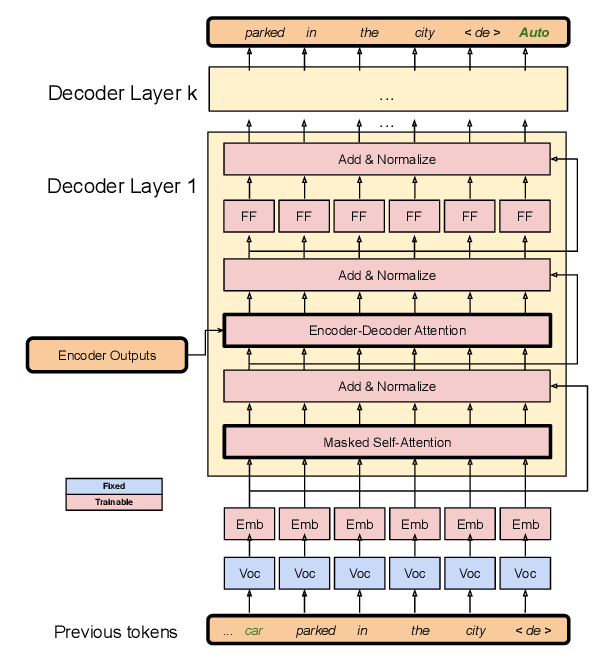 parked in the city < de > Auto
Decoder Layer k
...
...
Decoder Layer 1
Add & Normalize
FF FF FF FF FF FF
Add & Normalize
Encoder-Decoder Attention
Encoder Outputs
Add & Normalize
Masked Self-Attention
Fixed
Trainable
Emb Emb Emb Emb Emb Emb
Voc Voc Voc Voc Voc Voc
Previous tokens
... car parked in the city < de >